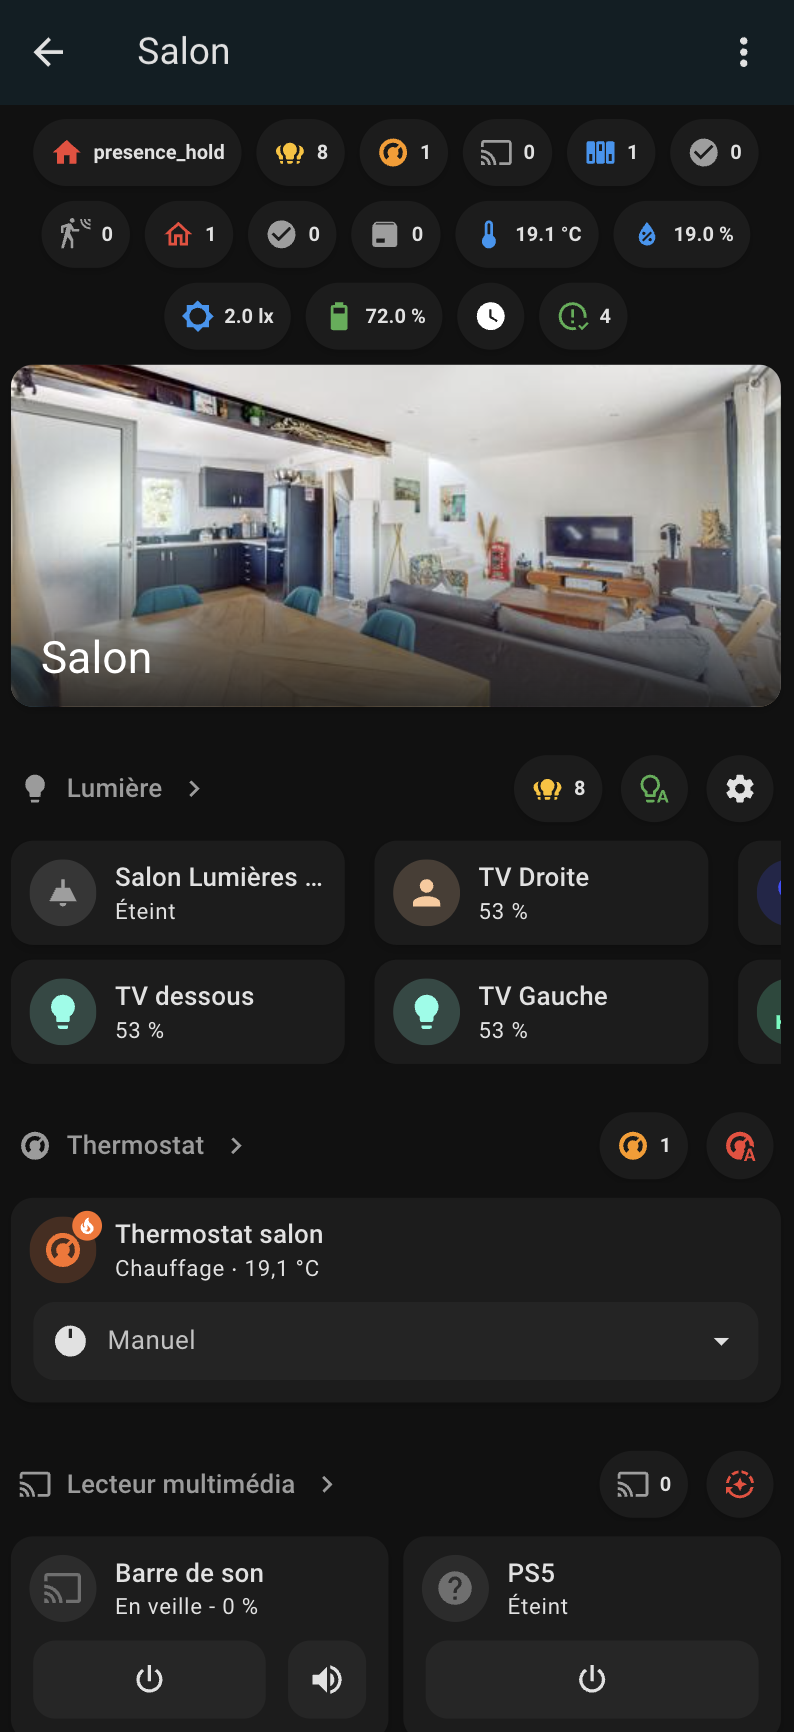 Salon
presence_hold 8 1 0 1 0
0 1 0 0 19.1 °C 19.0 %
2.0 lx 72.0 % 4
Salon
Lumière 8
Salon Lumières ... TV Droite
Éteint 53 %
TV dessous TV Gauche
53 % 53 %
Thermostat 1
Thermostat salon
Chauffage · 19,1 °C
Manuel
Lecteur multimédia 0
Barre de son PS5
En veille - 0 % Éteint